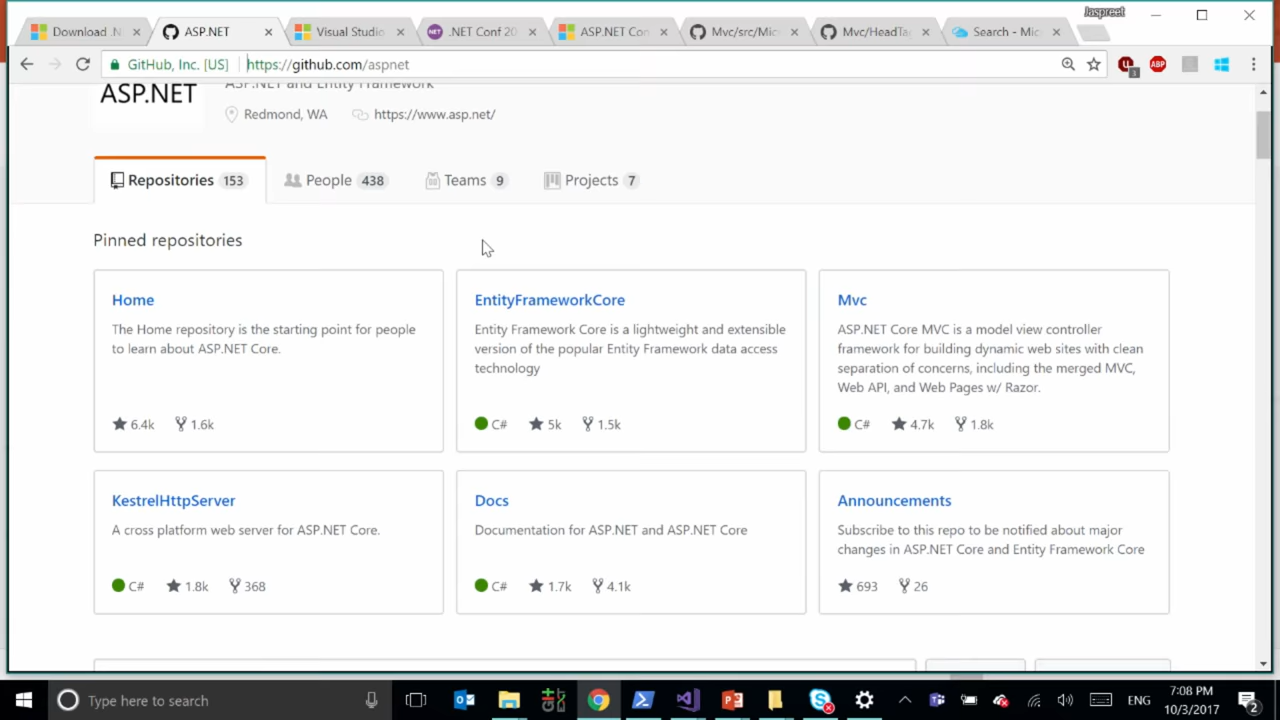 Jaspreet
Download .N
ASP.NET
Visual Studio
.NET Conf 20
ASP.NET Cor
Mvc/src/Mic
Mvc/HeadTa
Search - Mic
GitHub, Inc. [US]
https://github.com/aspnet
ABP
1
ASP.NET
ASP.NET and Entity Framework
Redmond, WA
https://www.asp.net/
Repositories 153
People 438
Teams 9
Projects 7
Pinned repositories
Home
The Home repository is the starting point for people
to learn about ASP.NET Core.
6.4k 1.6k
EntityFrameworkCore
Entity Framework Core is a lightweight and extensible
version of the popular Entity Framework data access
technology
C# 5k 1.5k
Mvc
ASP.NET Core MVC is a model view controller
framework for building dynamic web sites with clean
separation of concerns, including the merged MVC,
Web API, and Web Pages w/ Razor.
C# 4.7k 1.8k
KestrelHttpServer
A cross platform web server for ASP.NET Core.
C# 1.8k 368
Docs
Documentation for ASP.NET and ASP.NET Core
C# 1.7k 4.1k
Announcements
Subscribe to this repo to be notified about major
changes in ASP.NET Core and Entity Framework Core
693 26
Type here to search
ENG
7:08 PM
10/3/2017
2